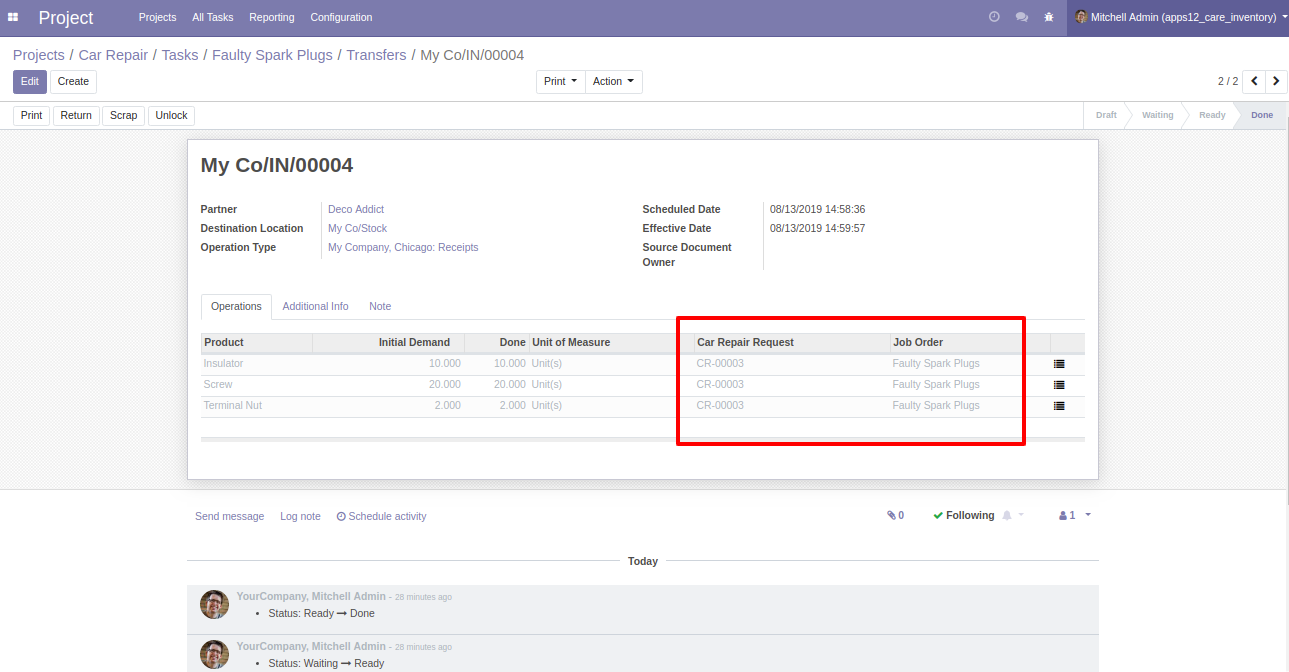 Project Projects All Tasks Reporting Configuration Mitchell Admin (apps12_care_inventory)
Projects / Car Repair / Tasks / Faulty Spark Plugs / Transfers / My Co/IN/00004
Edit Create Print Action 2 / 2
Print Return Scrap Unlock Draft Waiting Ready Done
My Co/IN/00004
Partner Deco Addict Scheduled Date 08/13/2019 14:58:36
Destination Location My Co/Stock Effective Date 08/13/2019 14:59:57
Operation Type My Company, Chicago: Receipts Source Document
Owner
Operations Additional Info Note
Product Initial Demand Done Unit of Measure Car Repair Request Job Order
Insulator 10.000 10.000 Unit(s) CR-00003 Faulty Spark Plugs
Screw 20.000 20.000 Unit(s) CR-00003 Faulty Spark Plugs
Terminal Nut 2.000 2.000 Unit(s) CR-00003 Faulty Spark Plugs
Send message Log note Schedule activity 0 Following 1
Today
YourCompany, Mitchell Admin - 28 minutes ago
• Status: Ready → Done
YourCompany, Mitchell Admin - 28 minutes ago
• Status: Waiting → Ready